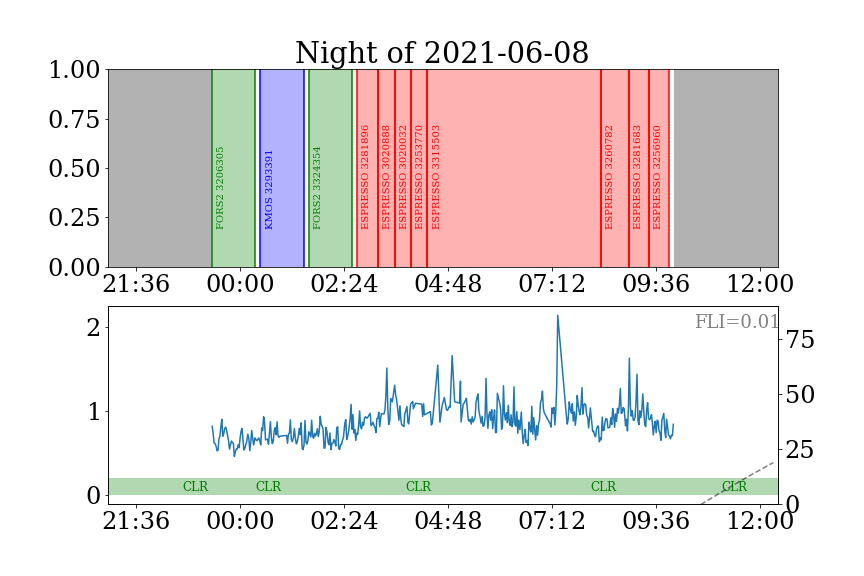 Night of 2021-06-08
1.00
0.75
0.50
0.25
0.00
FORS2 3206305
KMOS 3293391
FORS2 3324354
ESPRESSO 3281896
ESPRESSO 3020888
ESPRESSO 3020032
ESPRESSO 3253770
ESPRESSO 3315503
ESPRESSO 3260782
ESPRESSO 3281683
ESPRESSO 3256960
21:36 00:00 02:24 04:48 07:12 09:36 12:00
FLI=0.01
2
1
0
75
50
25
0
CLR CLR CLR CLR CLR
21:36 00:00 02:24 04:48 07:12 09:36 12:00